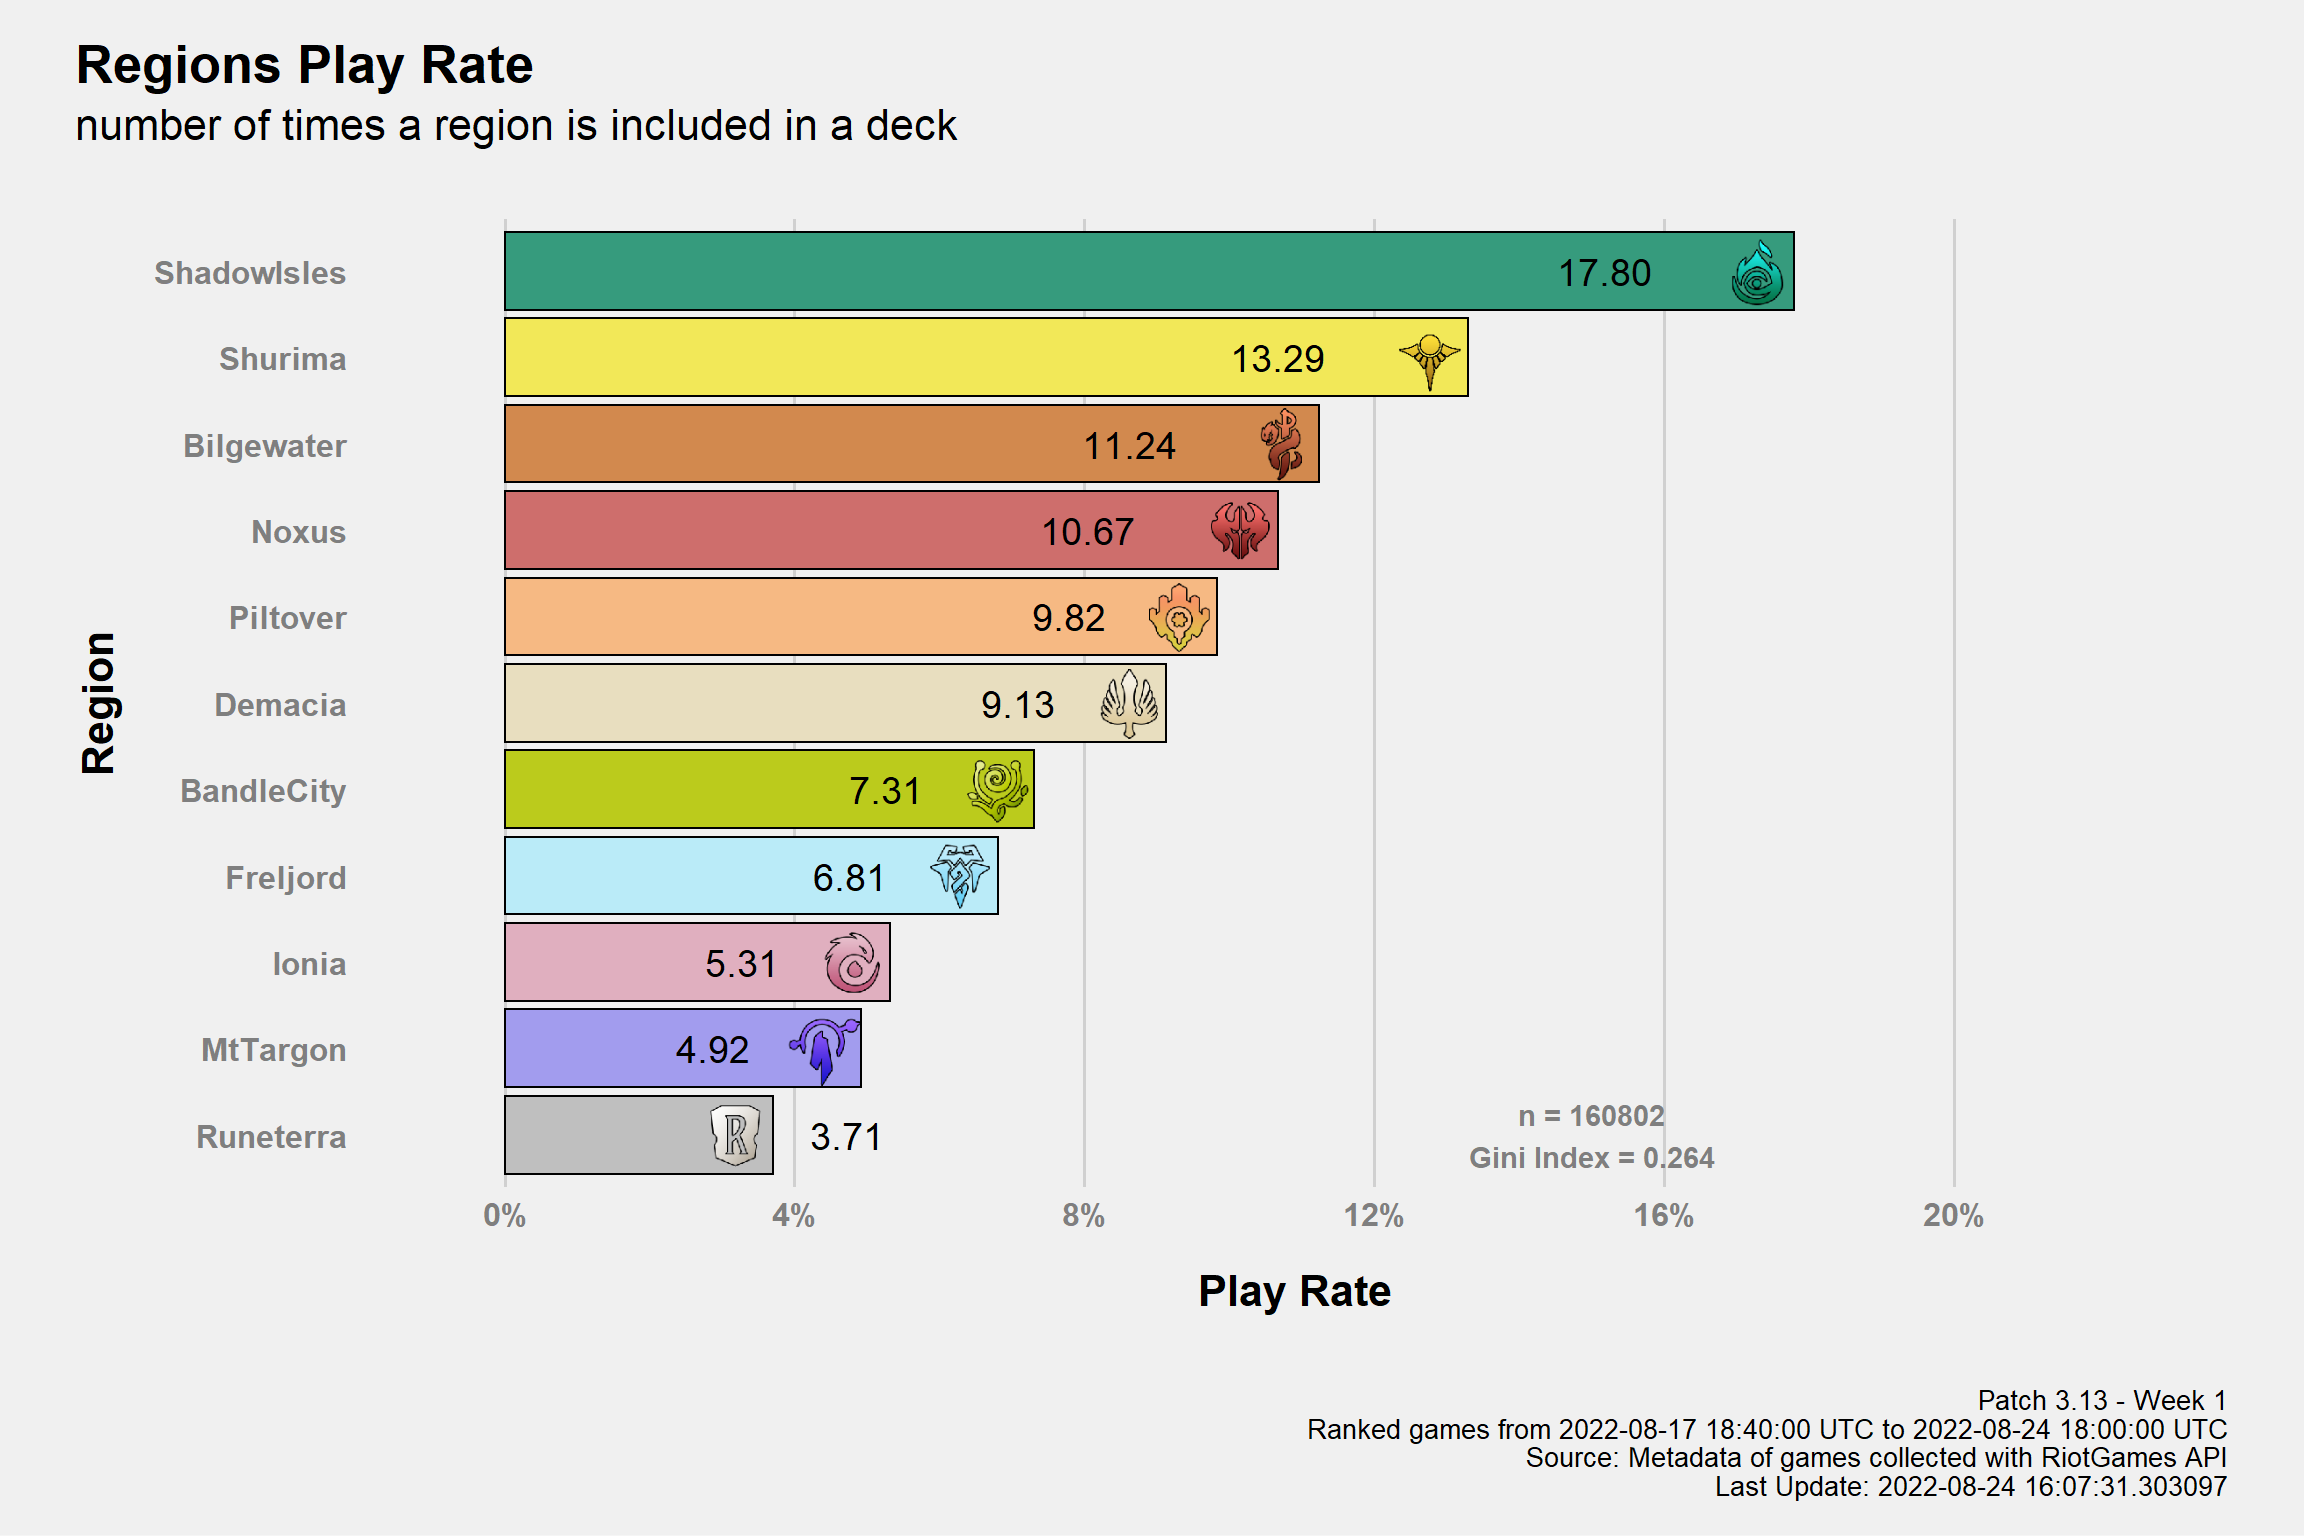 Regions Play Rate
number of times a region is included in a deck
Region
ShadowIsles 17.80
Shurima 13.29
Bilgewater 11.24
Noxus 10.67
Piltover 9.82
Demacia 9.13
BandleCity 7.31
Freljord 6.81
Ionia 5.31
MtTargon 4.92
Runeterra R 3.71
n = 160802
Gini Index = 0.264
0% 4% 8% 12% 16% 20%
Play Rate
Patch 3.13 - Week 1
Ranked games from 2022-08-17 18:40:00 UTC to 2022-08-24 18:00:00 UTC
Source: Metadata of games collected with RiotGames API
Last Update: 2022-08-24 16:07:31.303097